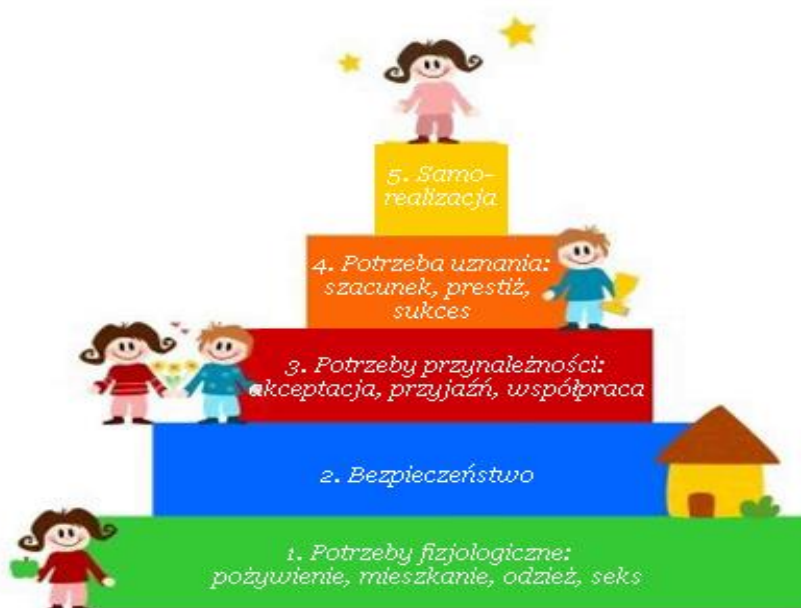 5. Samo-
realizacja
4. Potrzeba uznania:
szacunek, prestiż,
sukces
3. Potrzeby przynależności:
akceptacja, przyjaźń, współpraca
2. Bezpieczeństwo
1. Potrzeby fizjologiczne:
pożywienie, mieszkanie, odzież, seks